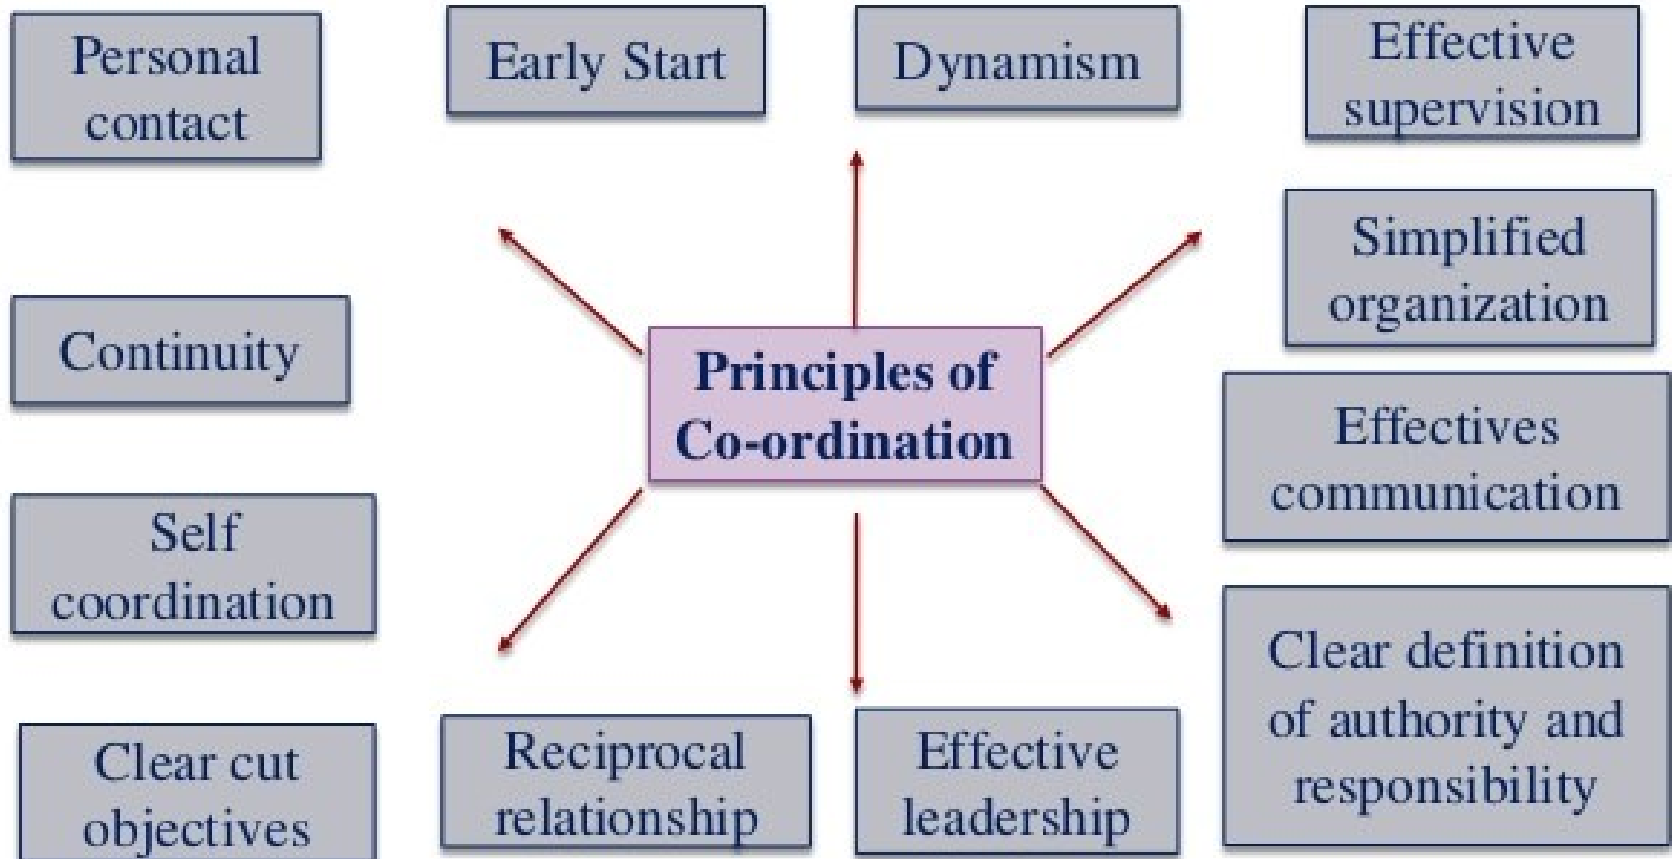 Personal
contact
Early Start
Dynamism
Effective
supervision
Simplified
organization
Continuity
Principles of
Co-ordination
Effectives
communication
Self
coordination
Clear definition
of authority and
responsibility
Clear cut
objectives
Reciprocal
relationship
Effective
leadership